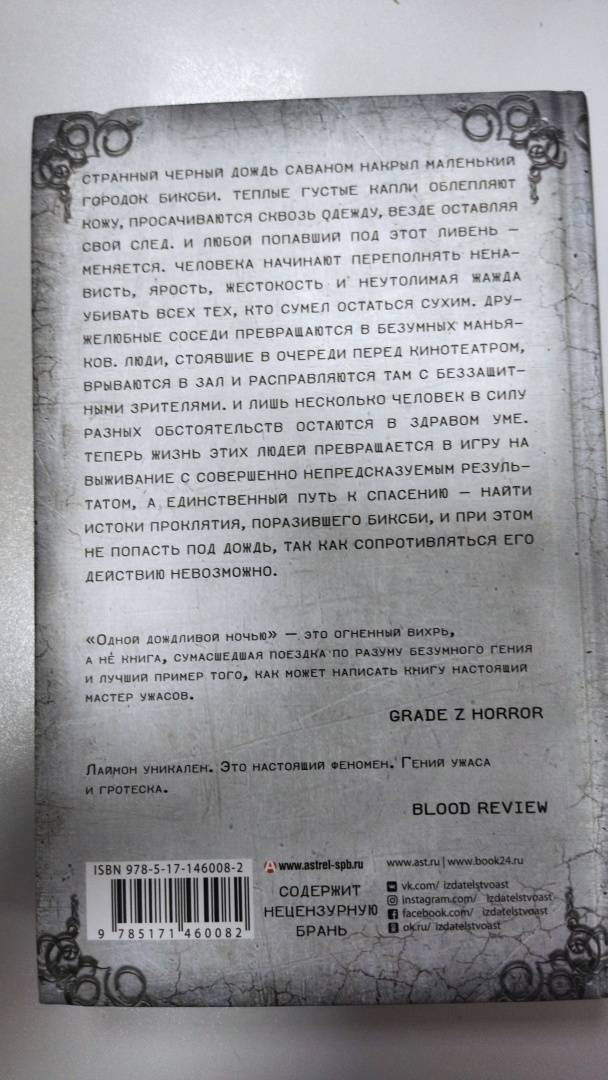 СТРАННЫЙ ЧЕРНЫЙ ДОЖДЬ САВАНОМ НАКРЫЛ МАЛЕНЬКИЙ
ГОРОДОК БИКСБИ. ТЕПЛЫЕ ГУСТЫЕ КАПЛИ ОБЛЕПЛЯЮТ
КОЖУ, ПРОСАЧИВАЮТСЯ СКВОЗЬ ОДЕЖДУ, ВЕЗДЕ ОСТАВЛЯЯ
СВОЙ СЛЕД. И ЛЮБОЙ ПОПАВШИЙ ПОД ЭТОТ ЛИВЕНЬ —
МЕНЯЕТСЯ. ЧЕЛОВЕКА НАЧИНАЮТ ПЕРЕПОЛНЯТЬ НЕНА-
ВИСТЬ, ЯРОСТЬ, ЖЕСТОКОСТЬ И НЕУТОЛИМАЯ ЖАЖДА
УБИВАТЬ ВСЕХ ТЕХ, КТО СУМЕЛ ОСТАТЬСЯ СУХИМ. ДРУ-
ЖЕЛЮБНЫЕ СОСЕДИ ПРЕВРАЩАЮТСЯ В БЕЗУМНЫХ МАНЬЯ-
КОВ. ЛЮДИ, СТОЯВШИЕ В ОЧЕРЕДИ ПЕРЕД КИНОТЕАТРОМ,
ВРЫВАЮТСЯ В ЗАЛ И РАСПРАВЛЯЮТСЯ ТАМ С БЕЗЗАЩИТ-
НЫМИ ЗРИТЕЛЯМИ. И ЛИШЬ НЕСКОЛЬКО ЧЕЛОВЕК В СИЛУ
РАЗНЫХ ОБСТОЯТЕЛЬСТВ ОСТАЮТСЯ В ЗДРАВОМ УМЕ.
ТЕПЕРЬ ЖИЗНЬ ЭТИХ ЛЮДЕЙ ПРЕВРАЩАЕТСЯ В ИГРУ НА
ВЫЖИВАНИЕ С СОВЕРШЕННО НЕПРЕДСКАЗУЕМЫМ РЕЗУЛЬ-
ТАТОМ, А ЕДИНСТВЕННЫЙ ПУТЬ К СПАСЕНИЮ — НАЙТИ
ИСТОКИ ПРОКЛЯТИЯ, ПОРАЗИВШЕГО БИКСБИ, И ПРИ ЭТОМ
НЕ ПОПАСТЬ ПОД ДОЖДЬ, ТАК КАК СОПРОТИВЛЯТЬСЯ ЕГО
ДЕЙСТВИЮ НЕВОЗМОЖНО.
«Одной дождливой ночью» — это огненный вихрь,
а не книга, сумасшедшая поездка по разуму безумного гения
и лучший пример того, как может написать книгу настоящий
мастер ужасов.
GRADE Z HORROR
Лаймон уникален. Это настоящий феномен. Гений ужаса
и гротеска.
BLOOD REVIEW
ISBN 978-5-17-146008-2
9 785171 460082
www.astrel-spb.ru
СОДЕРЖИТ
НЕЦЕНЗУРНУЮ
БРАНЬ
www.ast.ru | www.book24.ru
vk.com/ izdatelstvoast
instagram.com/ izdatelstvoast
facebook.com/ izdatelstvoast
ok.ru/ izdatelstvoast